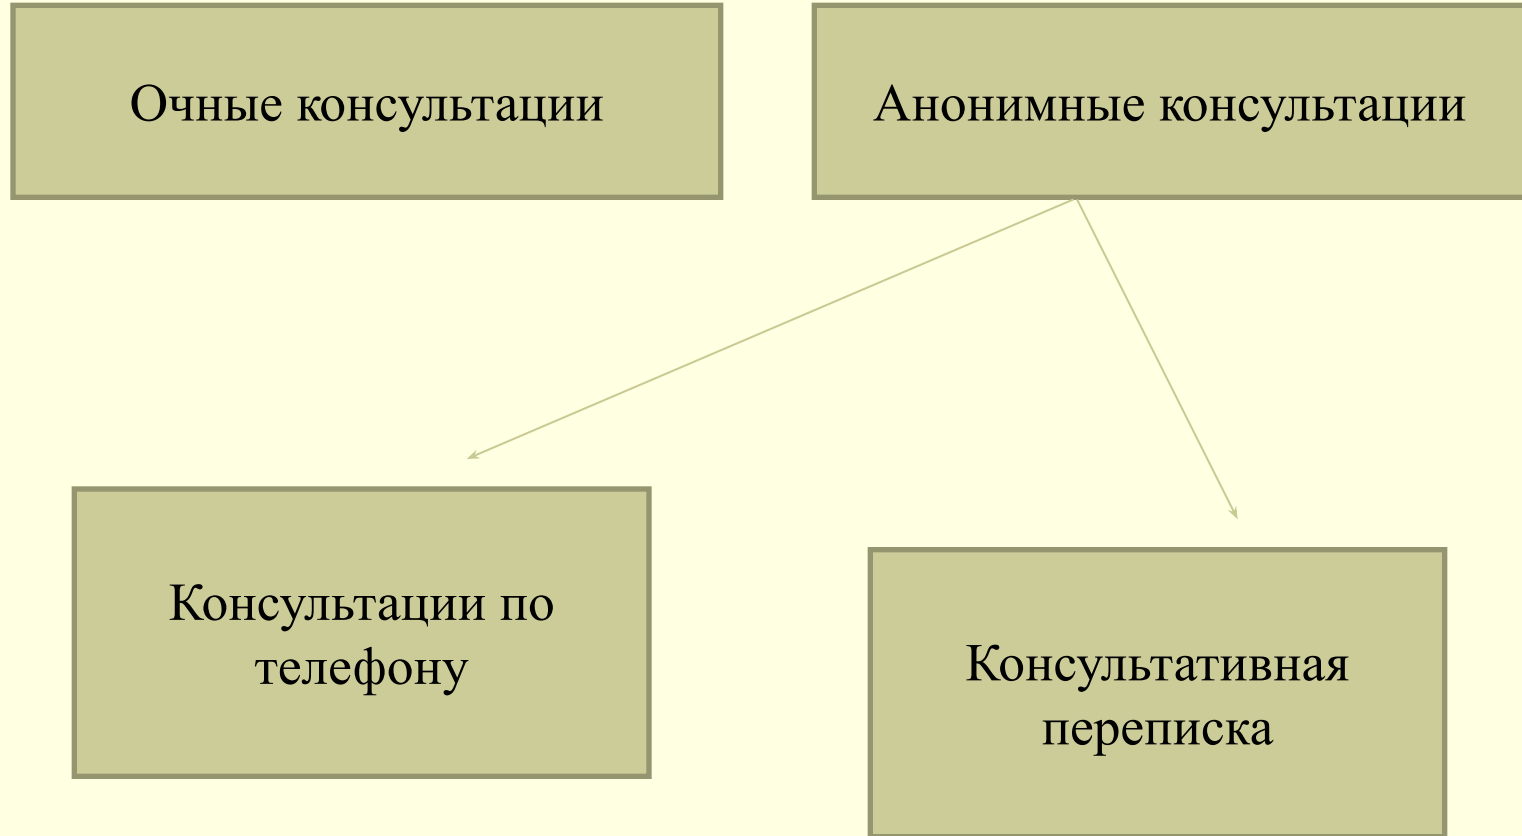 Очные консультации
Анонимные консультации
Консультации по
телефону
Консультативная
переписка